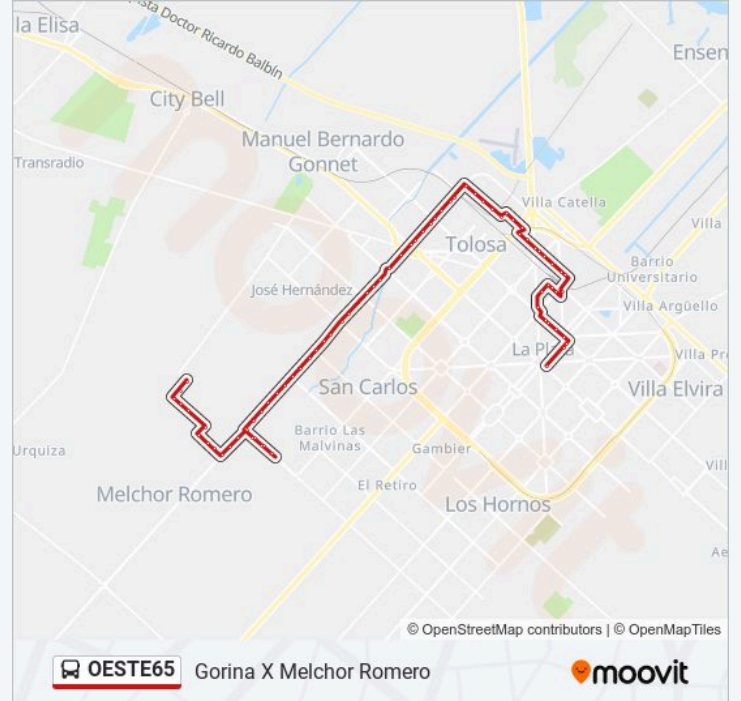 la Elisa
Pista Doctor Ricardo Balbín
Ensen
City Bell
Manuel Bernardo
Gonnet
Transradio
Villa Catella
Villa
Tolosa
Barrio
Universitario
José Hernández
Villa Argüello
La Plata
Villa Pr
San Carlos
Villa Elvira
Barrio Las
Malvinas
Urquiza
Gambier
Vill
El Retiro
Melchor Romero
Los Hornos
Ae
© OpenStreetMap contributors | © OpenMapTiles
OESTE65 Gorina X Melchor Romero
moovit